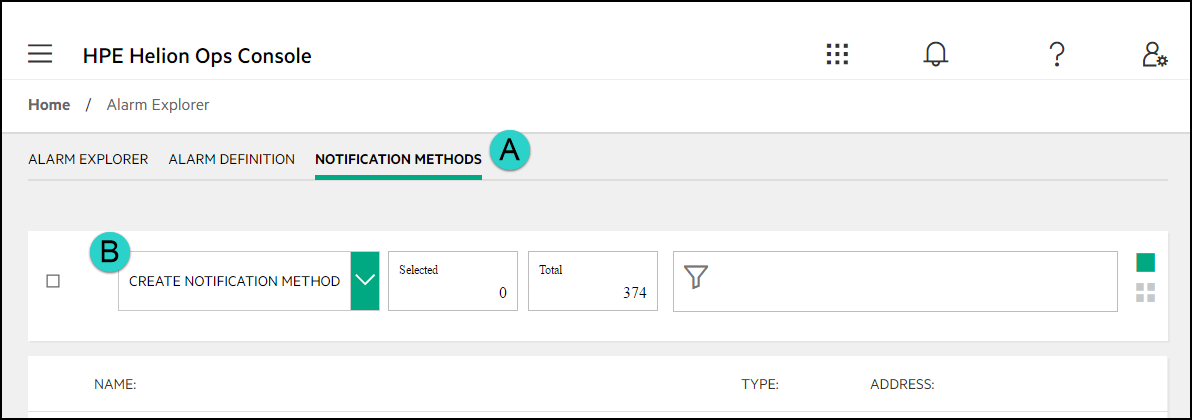 HPE Helion Ops Console
Home / Alarm Explorer
ALARM EXPLORER ALARM DEFINITION NOTIFICATION METHODS A
B
CREATE NOTIFICATION METHOD
Selected
0
Total
374
NAME: TYPE: ADDRESS: